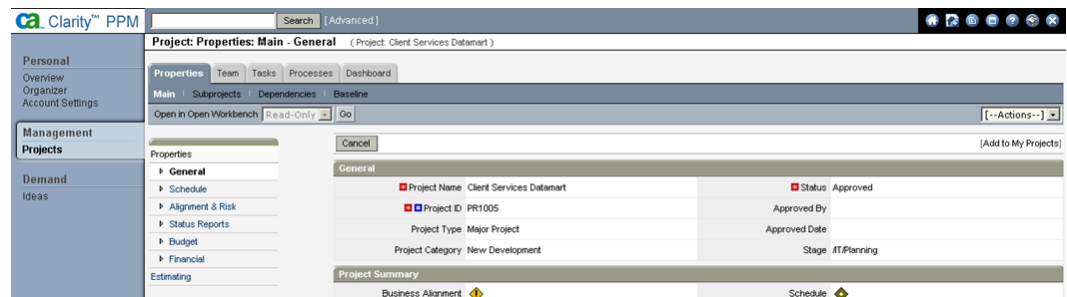 ca Clarity™ PPM
Search [Advanced]
Project: Properties: Main - General (Project: Client Services Datamart)
Personal
Overview
Organizer
Account Settings
Management
Projects
Demand
Ideas
Properties Team Tasks Processes Dashboard
Main Subprojects Dependencies Baseline
Open in Open Workbench Read-Only Go [--Actions--]
Properties
General
Schedule
Alignment & Risk
Status Reports
Budget
Financial
Estimating
Cancel [Add to My Projects]
General
Project Name Client Services Datamart Status Approved
Project ID PR1005 Approved By
Project Type Major Project Approved Date
Project Category New Development Stage /IT/Planning
Project Summary
Business Alignment Schedule